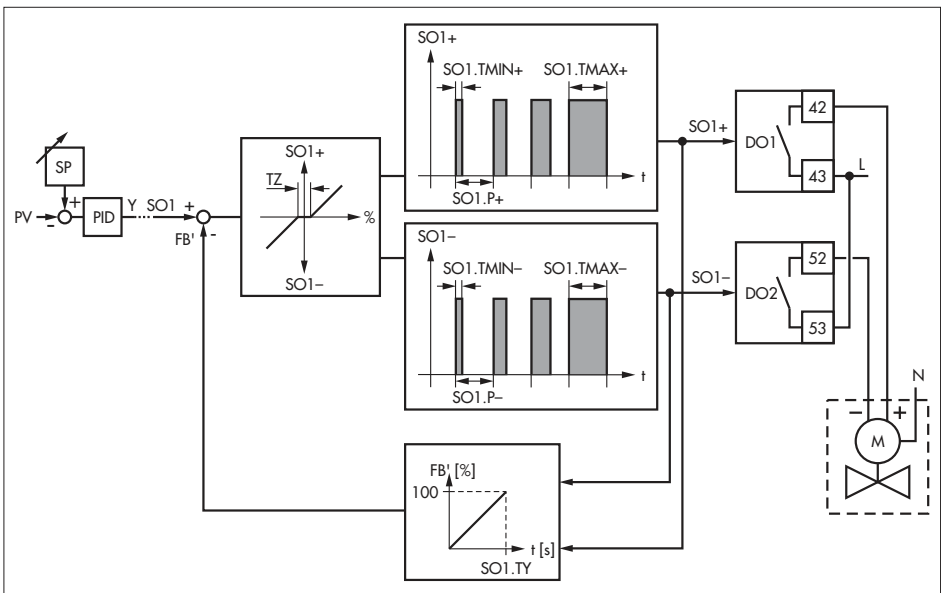 SP
PV
-
+
PID
Y
SO1
+
FB'
-
SO1+
TZ
%
SO1–
SO1+
SO1.TMIN+
SO1.TMAX+
t
SO1.P+
SO1–
SO1.TMIN–
SO1.TMAX–
t
SO1.P–
FB' [%]
100
t [s]
SO1.TY
SO1+
DO1
42
43
L
SO1–
DO2
52
53
N
–
+
M